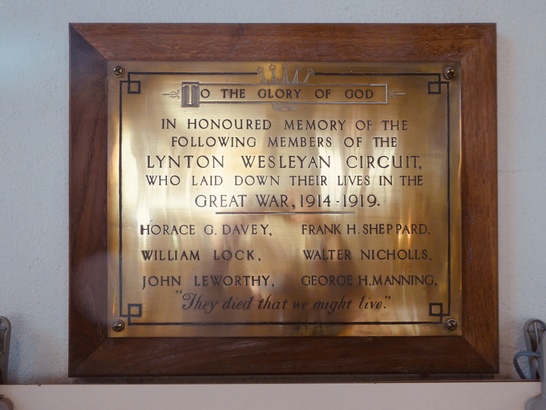 TO THE GLORY OF GOD
IN HONOURED MEMORY OF THE
FOLLOWING MEMBERS OF THE
LYNTON WESLEYAN CIRCUIT,
WHO LAID DOWN THEIR LIVES IN THE
GREAT WAR, 1914-1919.
HORACE G. DAVEY, FRANK H. SHEPPARD.
WILLIAM LOCK, WALTER NICHOLLS,
JOHN LEWORTHY, GEORGE H. MANNING,
"They died that we might live."